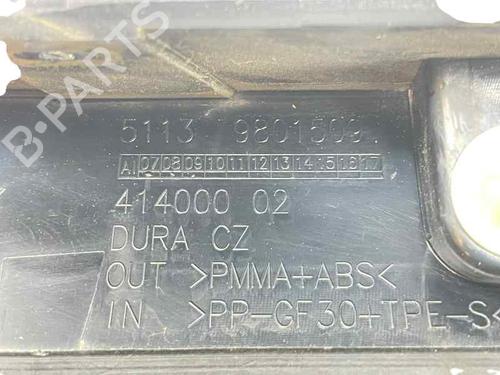 5113 9801509
A 07 08 09 10 11 12 13 14 15 16 17
414000 02
DURA CZ
OUT >PMMA+ABS<
IN >PP-GF30+TPE-S<
B-Parts